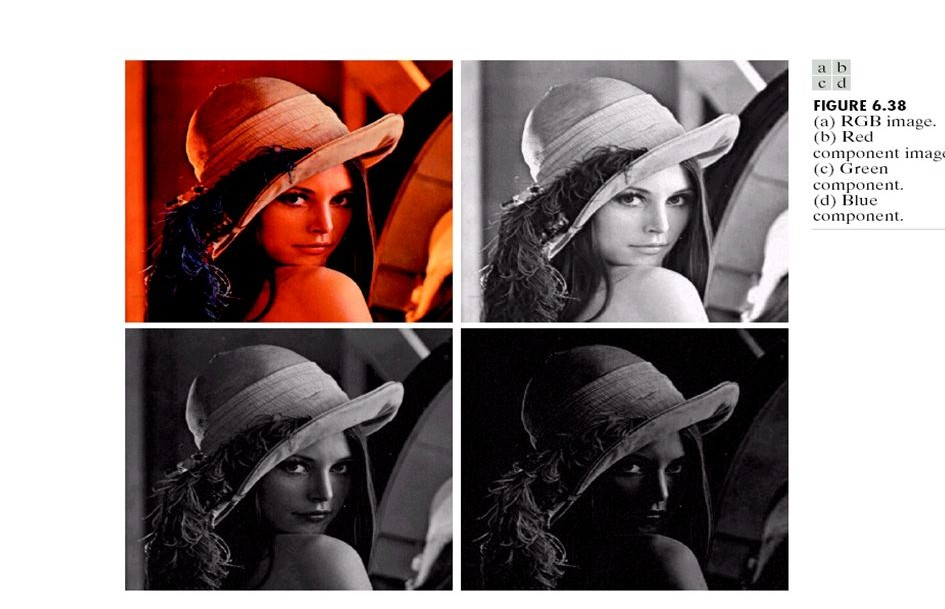 a b
c d
FIGURE 6.38
(a) RGB image.
(b) Red
component image
(c) Green
component.
(d) Blue
component.